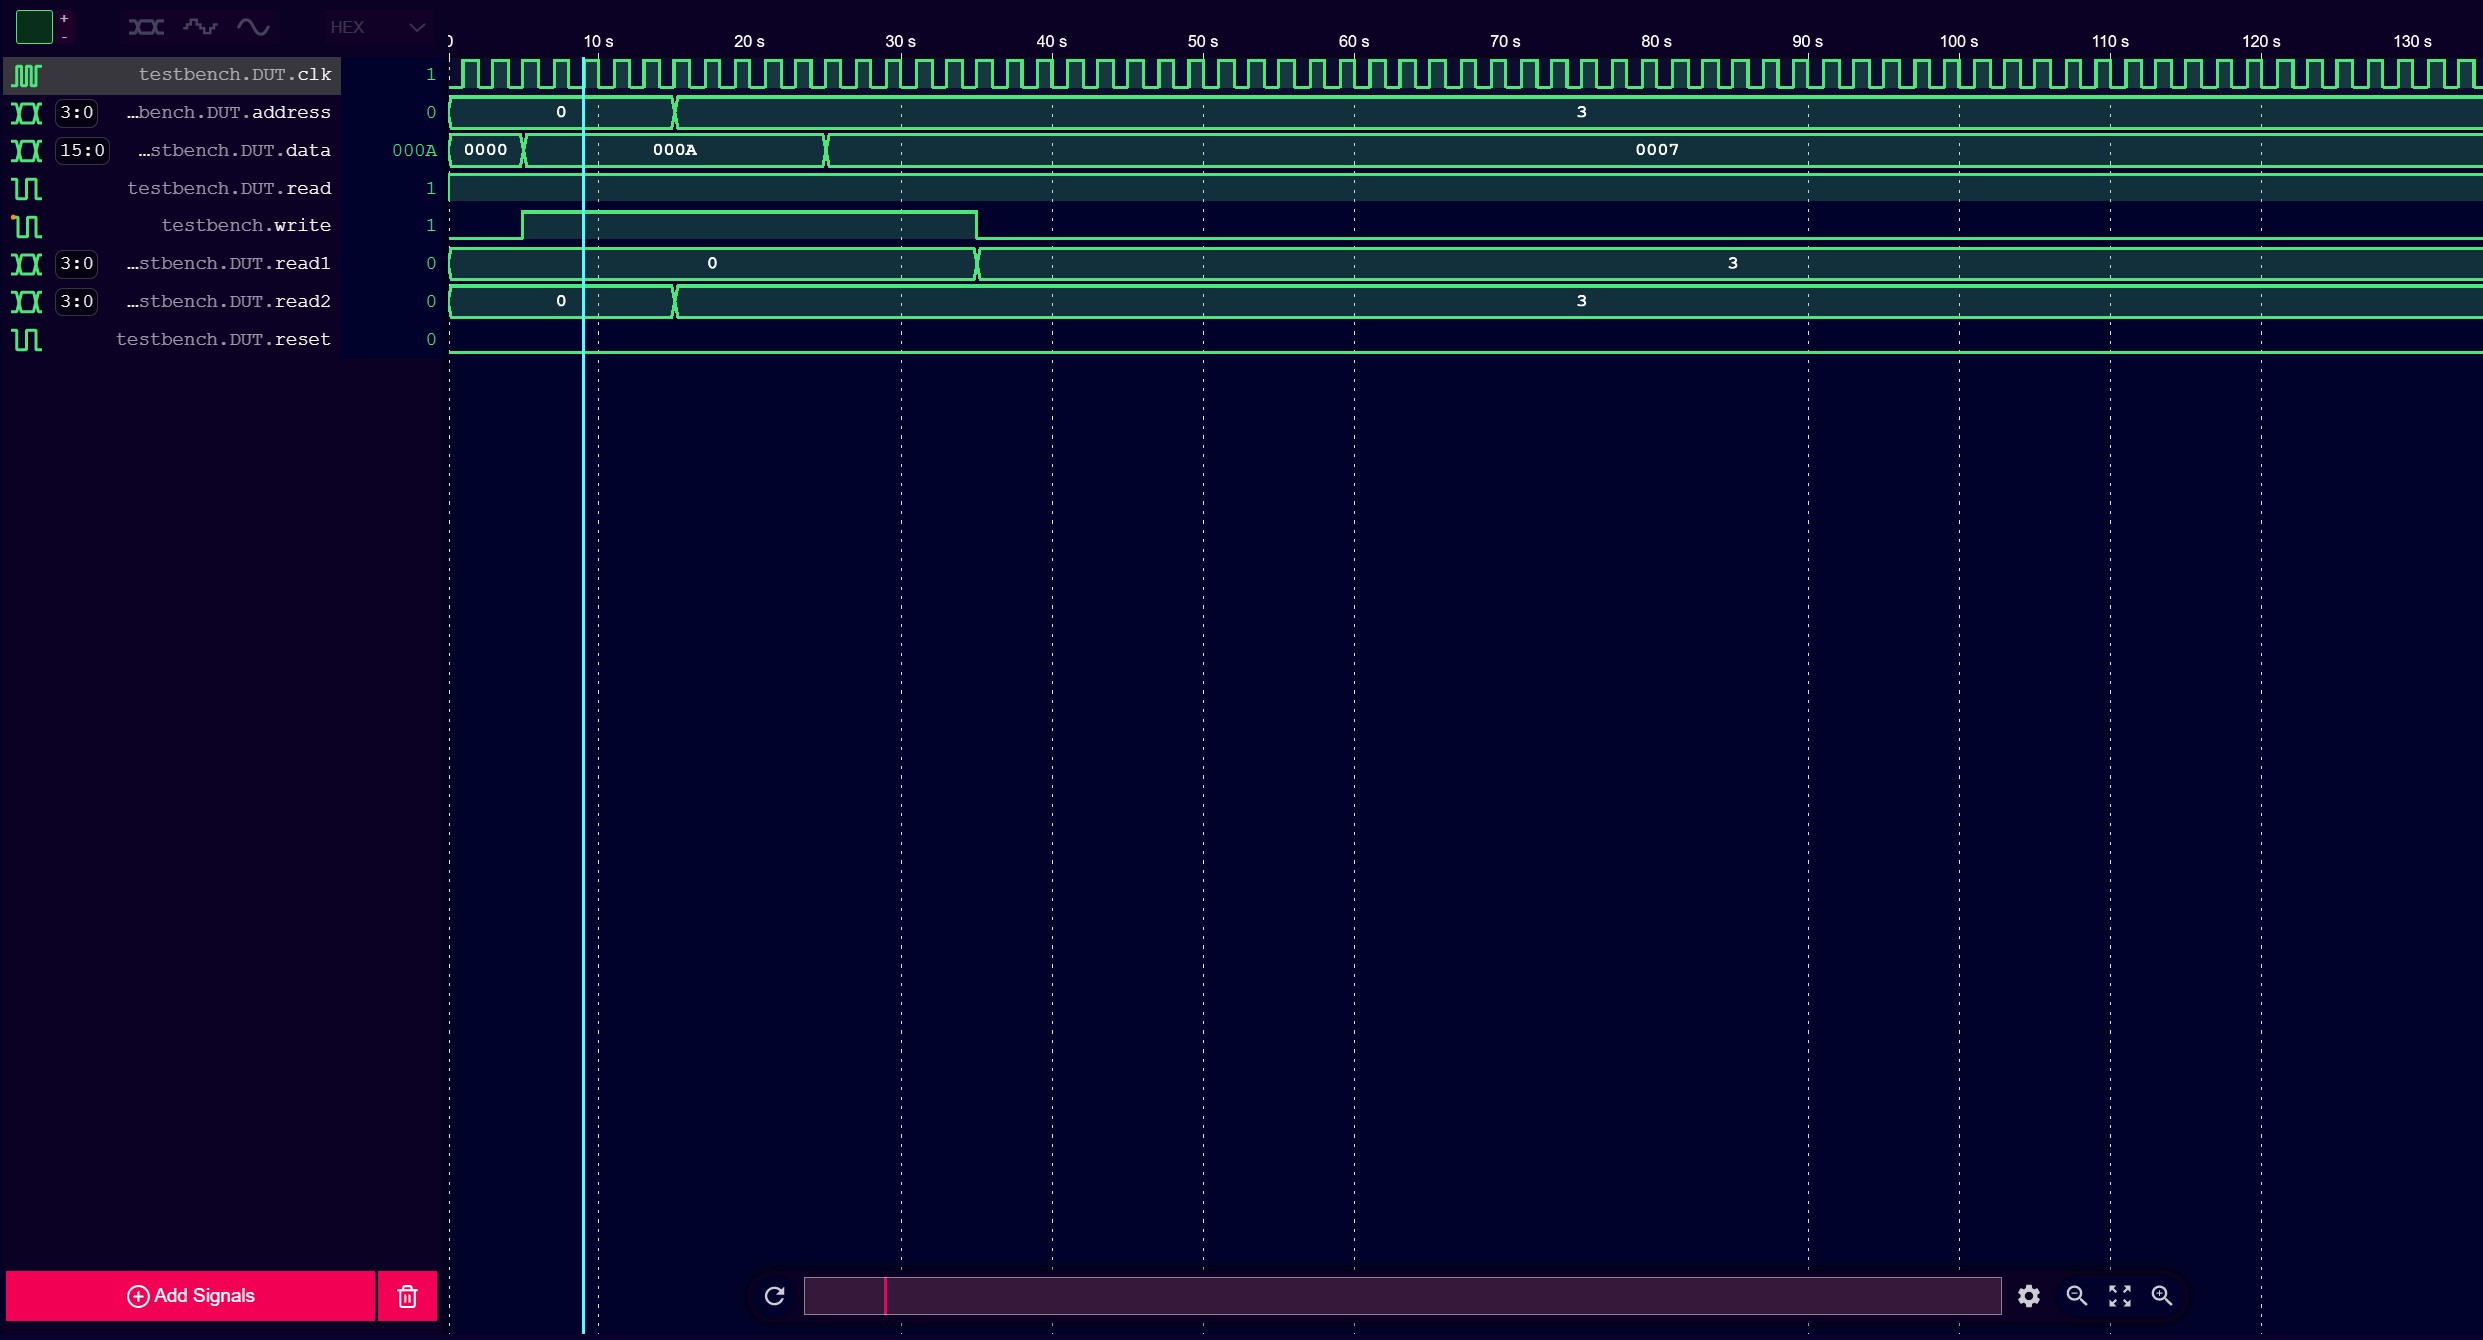 +
-
HEX
0 10 s 20 s 30 s 40 s 50 s 60 s 70 s 80 s 90 s 100 s 110 s 120 s 130 s
testbench.DUT.clk 1
3:0 …bench.DUT.address 0 0 3
15:0 …stbench.DUT.data 000A 0000 000A 0007
testbench.DUT.read 1
testbench.write 1
3:0 …stbench.DUT.read1 0 0 3
3:0 …stbench.DUT.read2 0 0 3
testbench.DUT.reset 0
Add Signals